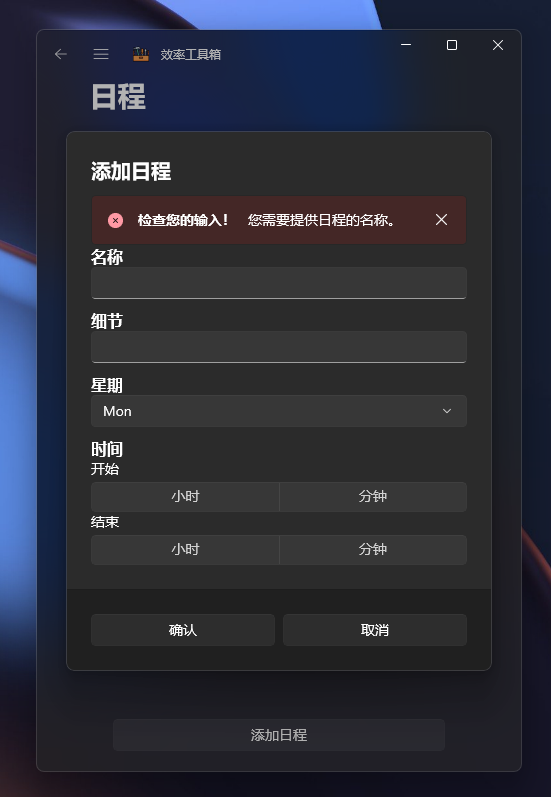 效率工具箱
日程
添加日程
检查您的输入！ 您需要提供日程的名称。
名称
细节
星期
Mon
时间
开始
小时 分钟
结束
小时 分钟
确认 取消
添加日程